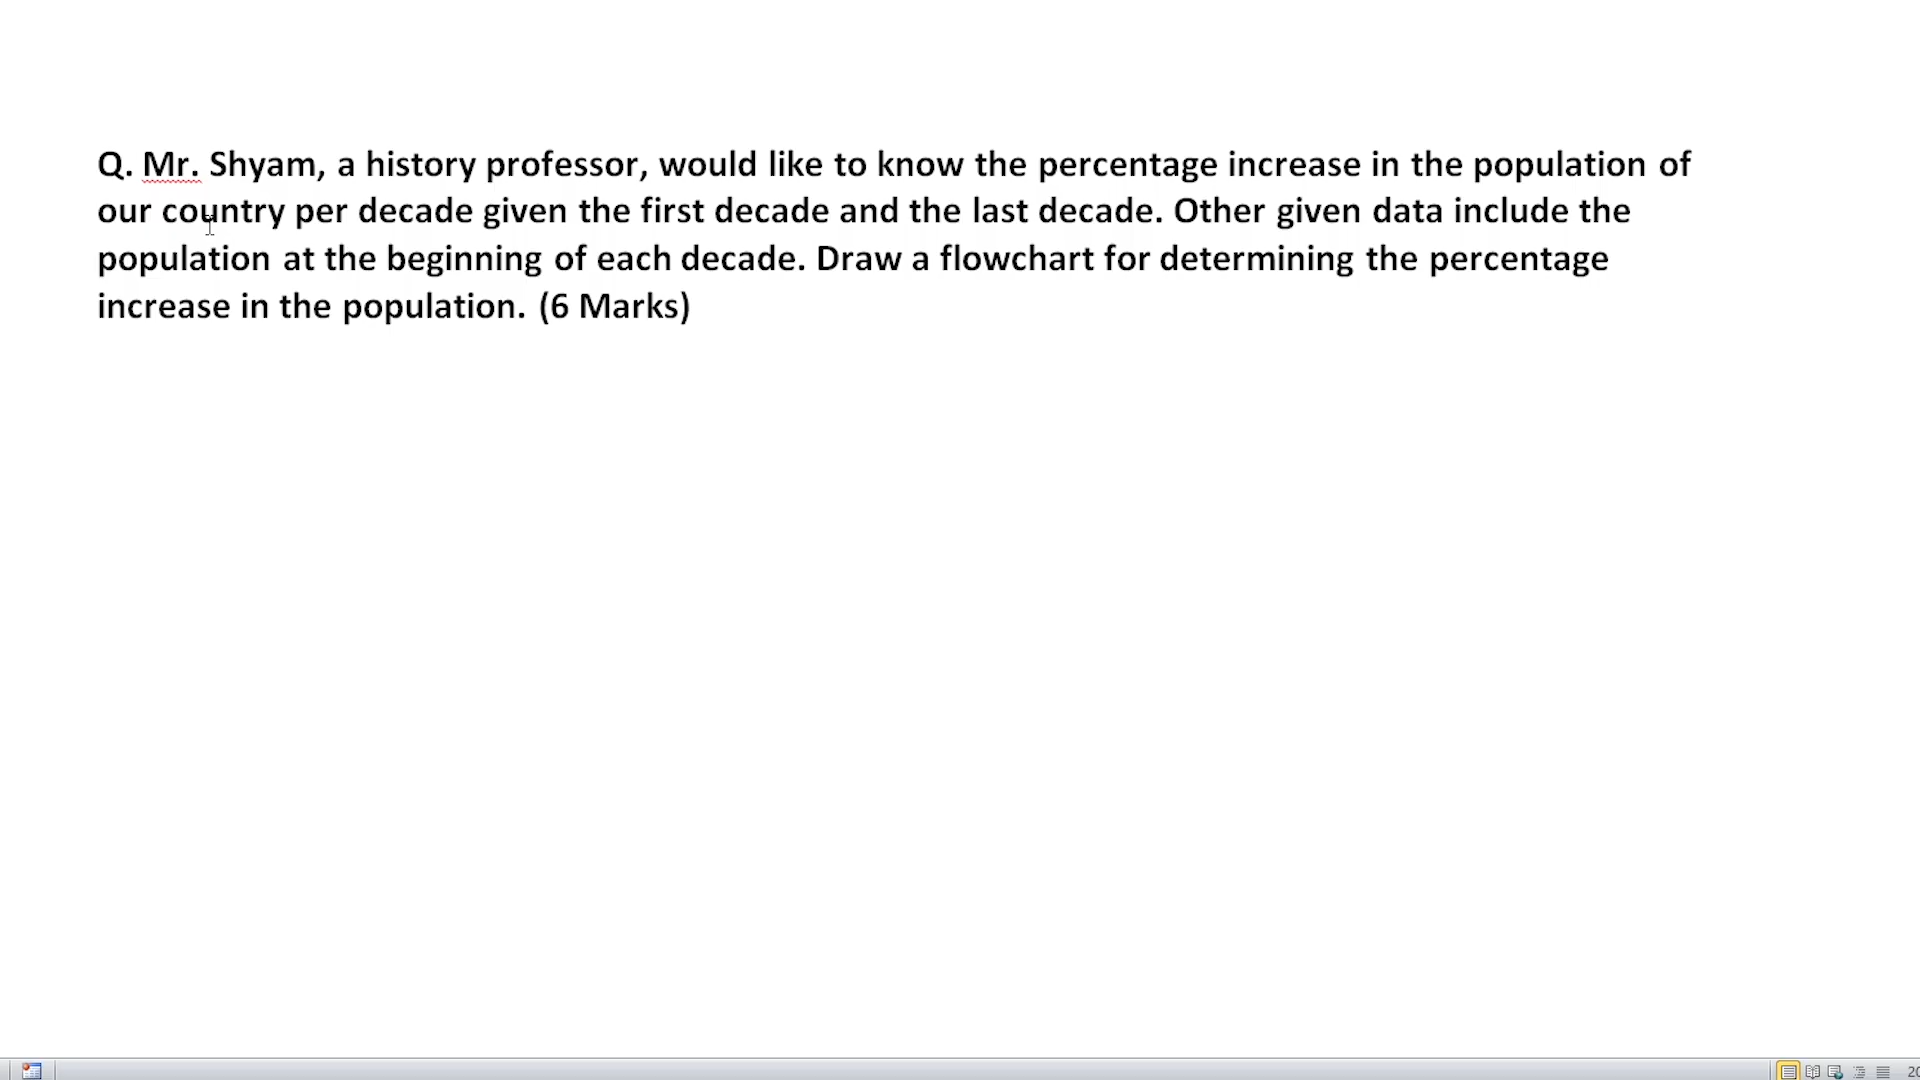 Q. Mr. Shyam, a history professor, would like to know the percentage increase in the population of
our country per decade given the first decade and the last decade. Other given data include the
population at the beginning of each decade. Draw a flowchart for determining the percentage
increase in the population. (6 Marks)
20